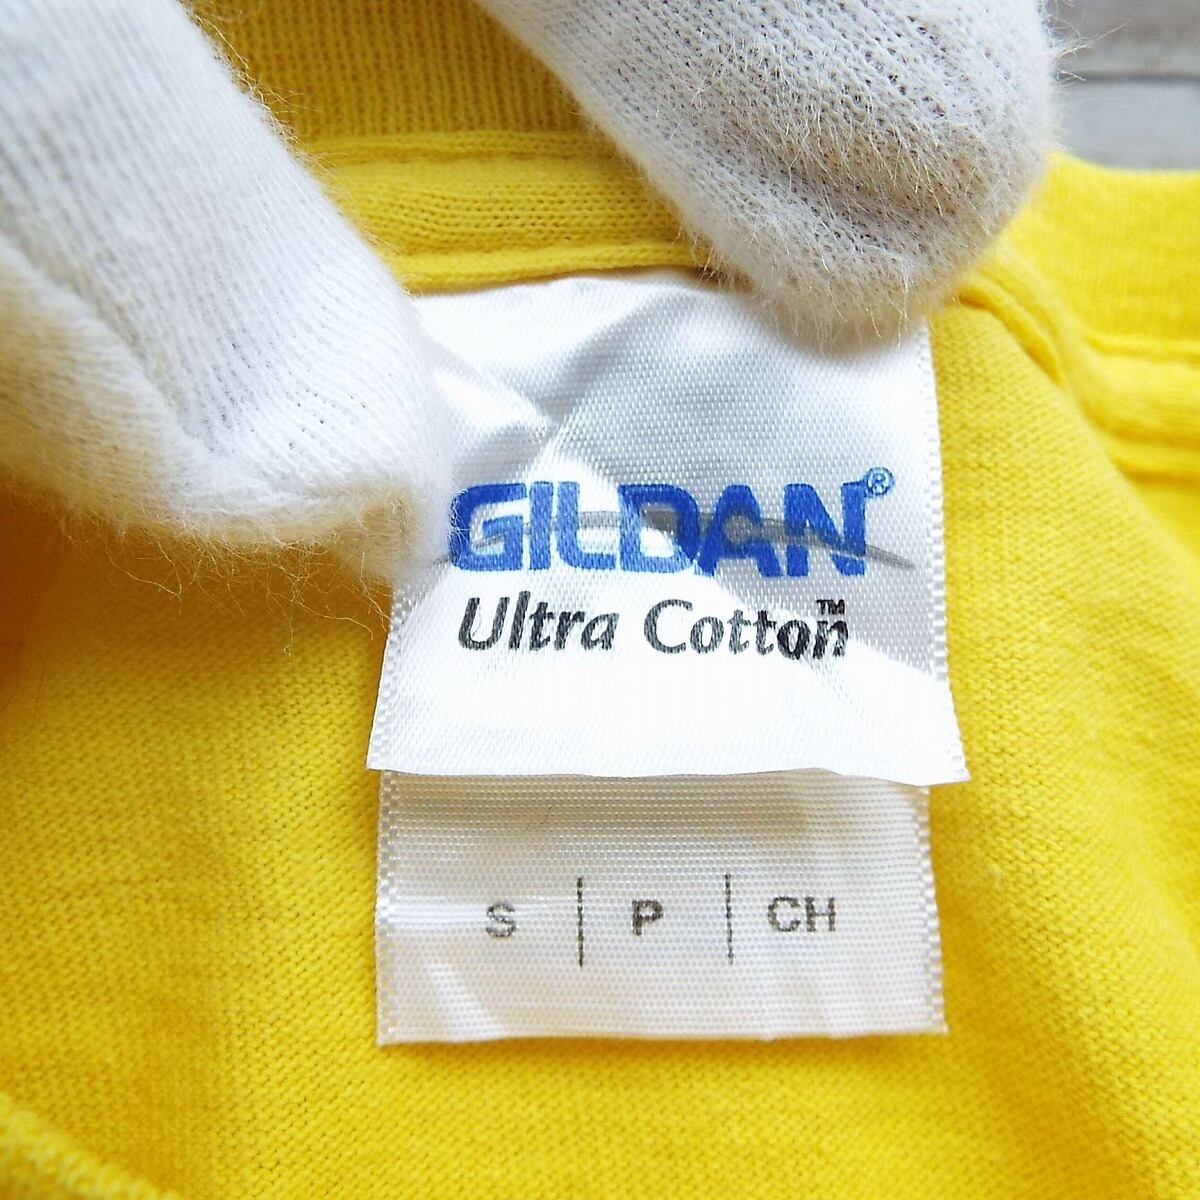 GILDAN®
Ultra Cotton™
S | P | CH